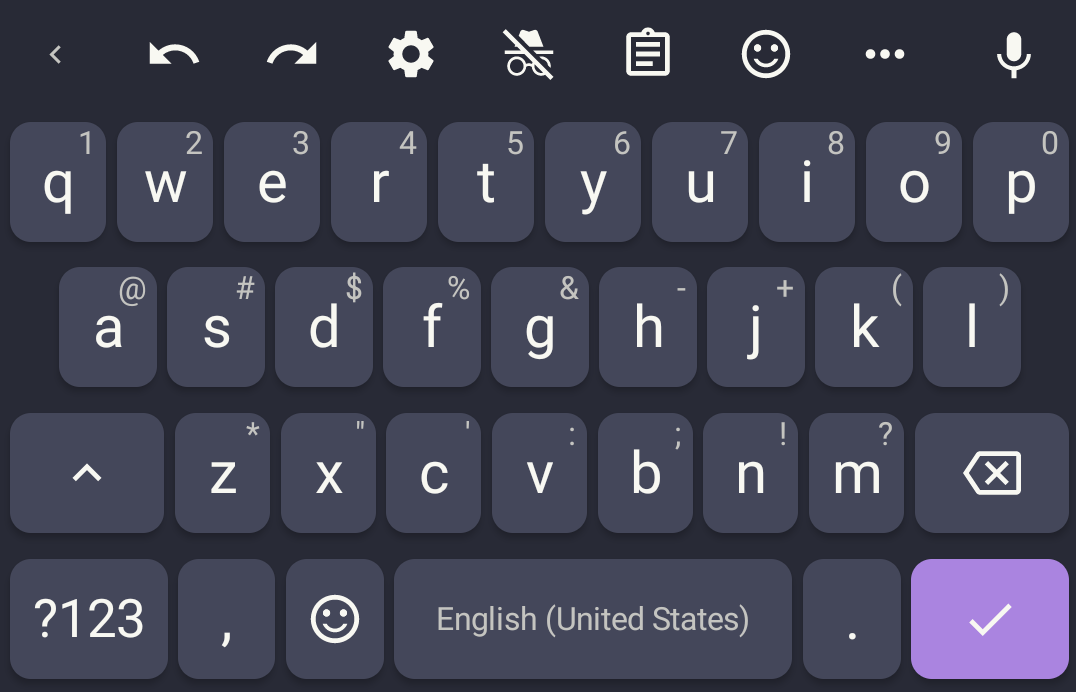 1 2 3 4 5 6 7 8 9 0
q w e r t y u i o p
@ # $ % & - + ( )
a s d f g h j k l
* " ' : ; ! ?
z x c v b n m
?123 , English (United States) .